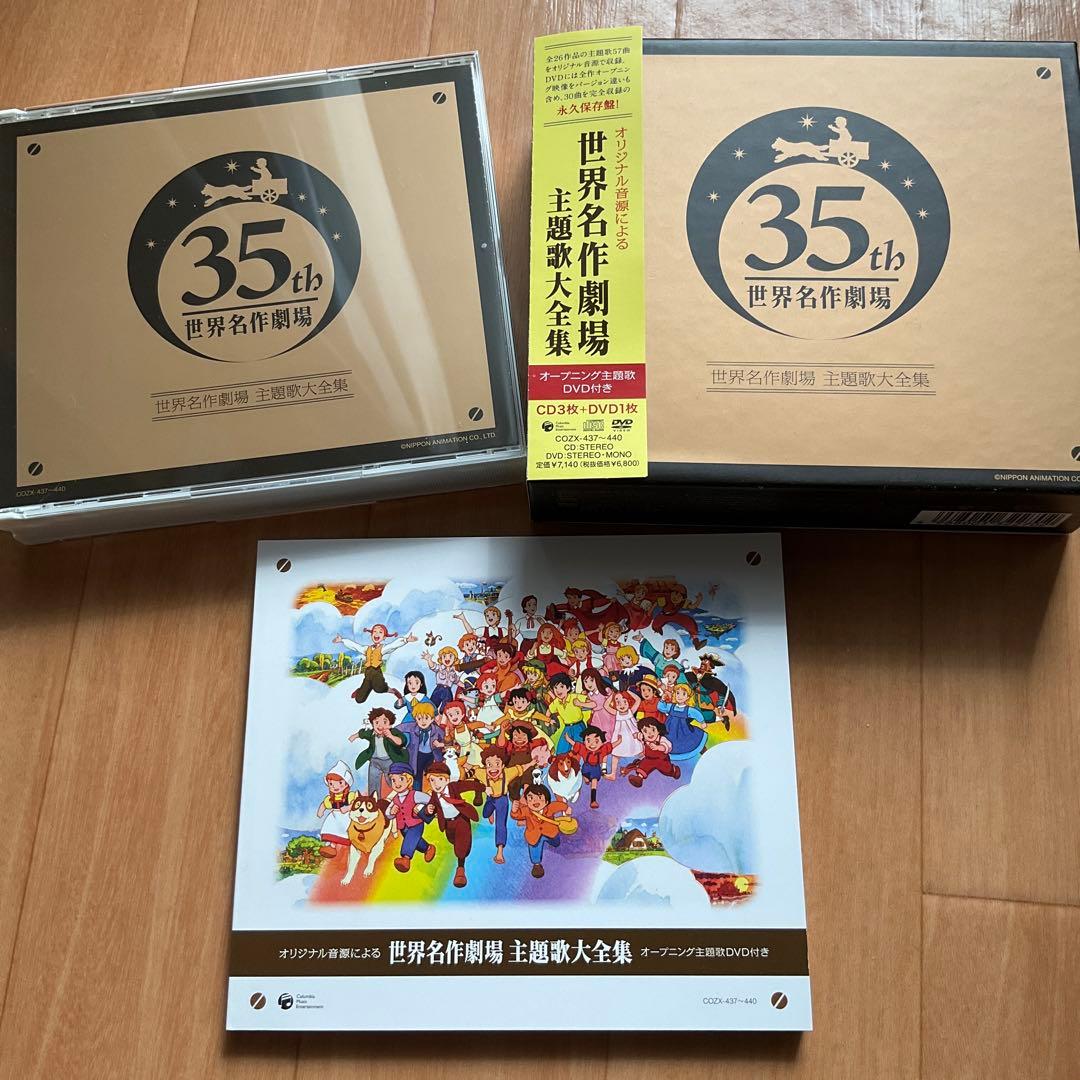 35th
世界名作劇場
世界名作劇場 主題歌大全集
©NIPPON ANIMATION CO., LTD.
COZX-437〜440
全26作品の主題歌57曲
をオリジナル音源で収録。
DVDには全作オープニン
グ映像をバージョン違いも
含め、30曲を完全収録の
永久保存盤!
オリジナル音源による
世界名作劇場
主題歌大全集
オープニング主題歌
DVD付き
CD3枚+DVD1枚
Columbia
Music
Entertainment
DVD
VIDEO
COZX-437〜440
CD:STEREO
DVD:STEREO・MONO
定価¥7,140(税抜価格¥6,800)
35th
世界名作劇場
世界名作劇場 主題歌大全集
©NIPPON ANIMATION CO
オリジナル音源による 世界名作劇場 主題歌大全集 オープニング主題歌DVD付き
Columbia
Music
Entertainment
COZX-437〜440